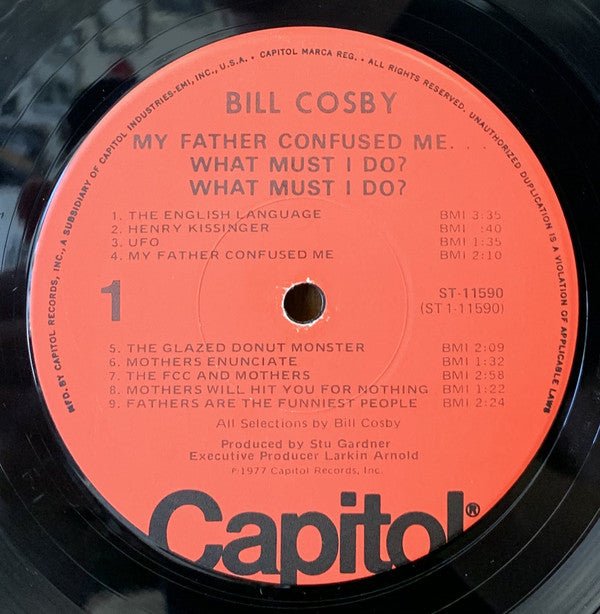 MFD. BY CAPITOL RECORDS, INC., A SUBSIDIARY OF CAPITOL INDUSTRIES-EMI, INC., U.S.A. • CAPITOL MARCA REG. • ALL RIGHTS RESERVED. UNAUTHORIZED DUPLICATION IS A VIOLATION OF APPLICABLE LAWS
BILL COSBY
MY FATHER CONFUSED ME. . .
WHAT MUST I DO?
WHAT MUST I DO?
1. THE ENGLISH LANGUAGE BMI 3:35
2. HENRY KISSINGER BMI :40
3. UFO BMI 1:35
4. MY FATHER CONFUSED ME BMI 2:10
1
ST-11590
(ST 1-11590)
5. THE GLAZED DONUT MONSTER BMI 2:09
6. MOTHERS ENUNCIATE BMI 1:32
7. THE FCC AND MOTHERS BMI 2:58
8. MOTHERS WILL HIT YOU FOR NOTHING BMI 1:22
9. FATHERS ARE THE FUNNIEST PEOPLE BMI 2:24
All Selections by Bill Cosby
Produced by Stu Gardner
Executive Producer Larkin Arnold
℗1977 Capitol Records, Inc.
Capitol®